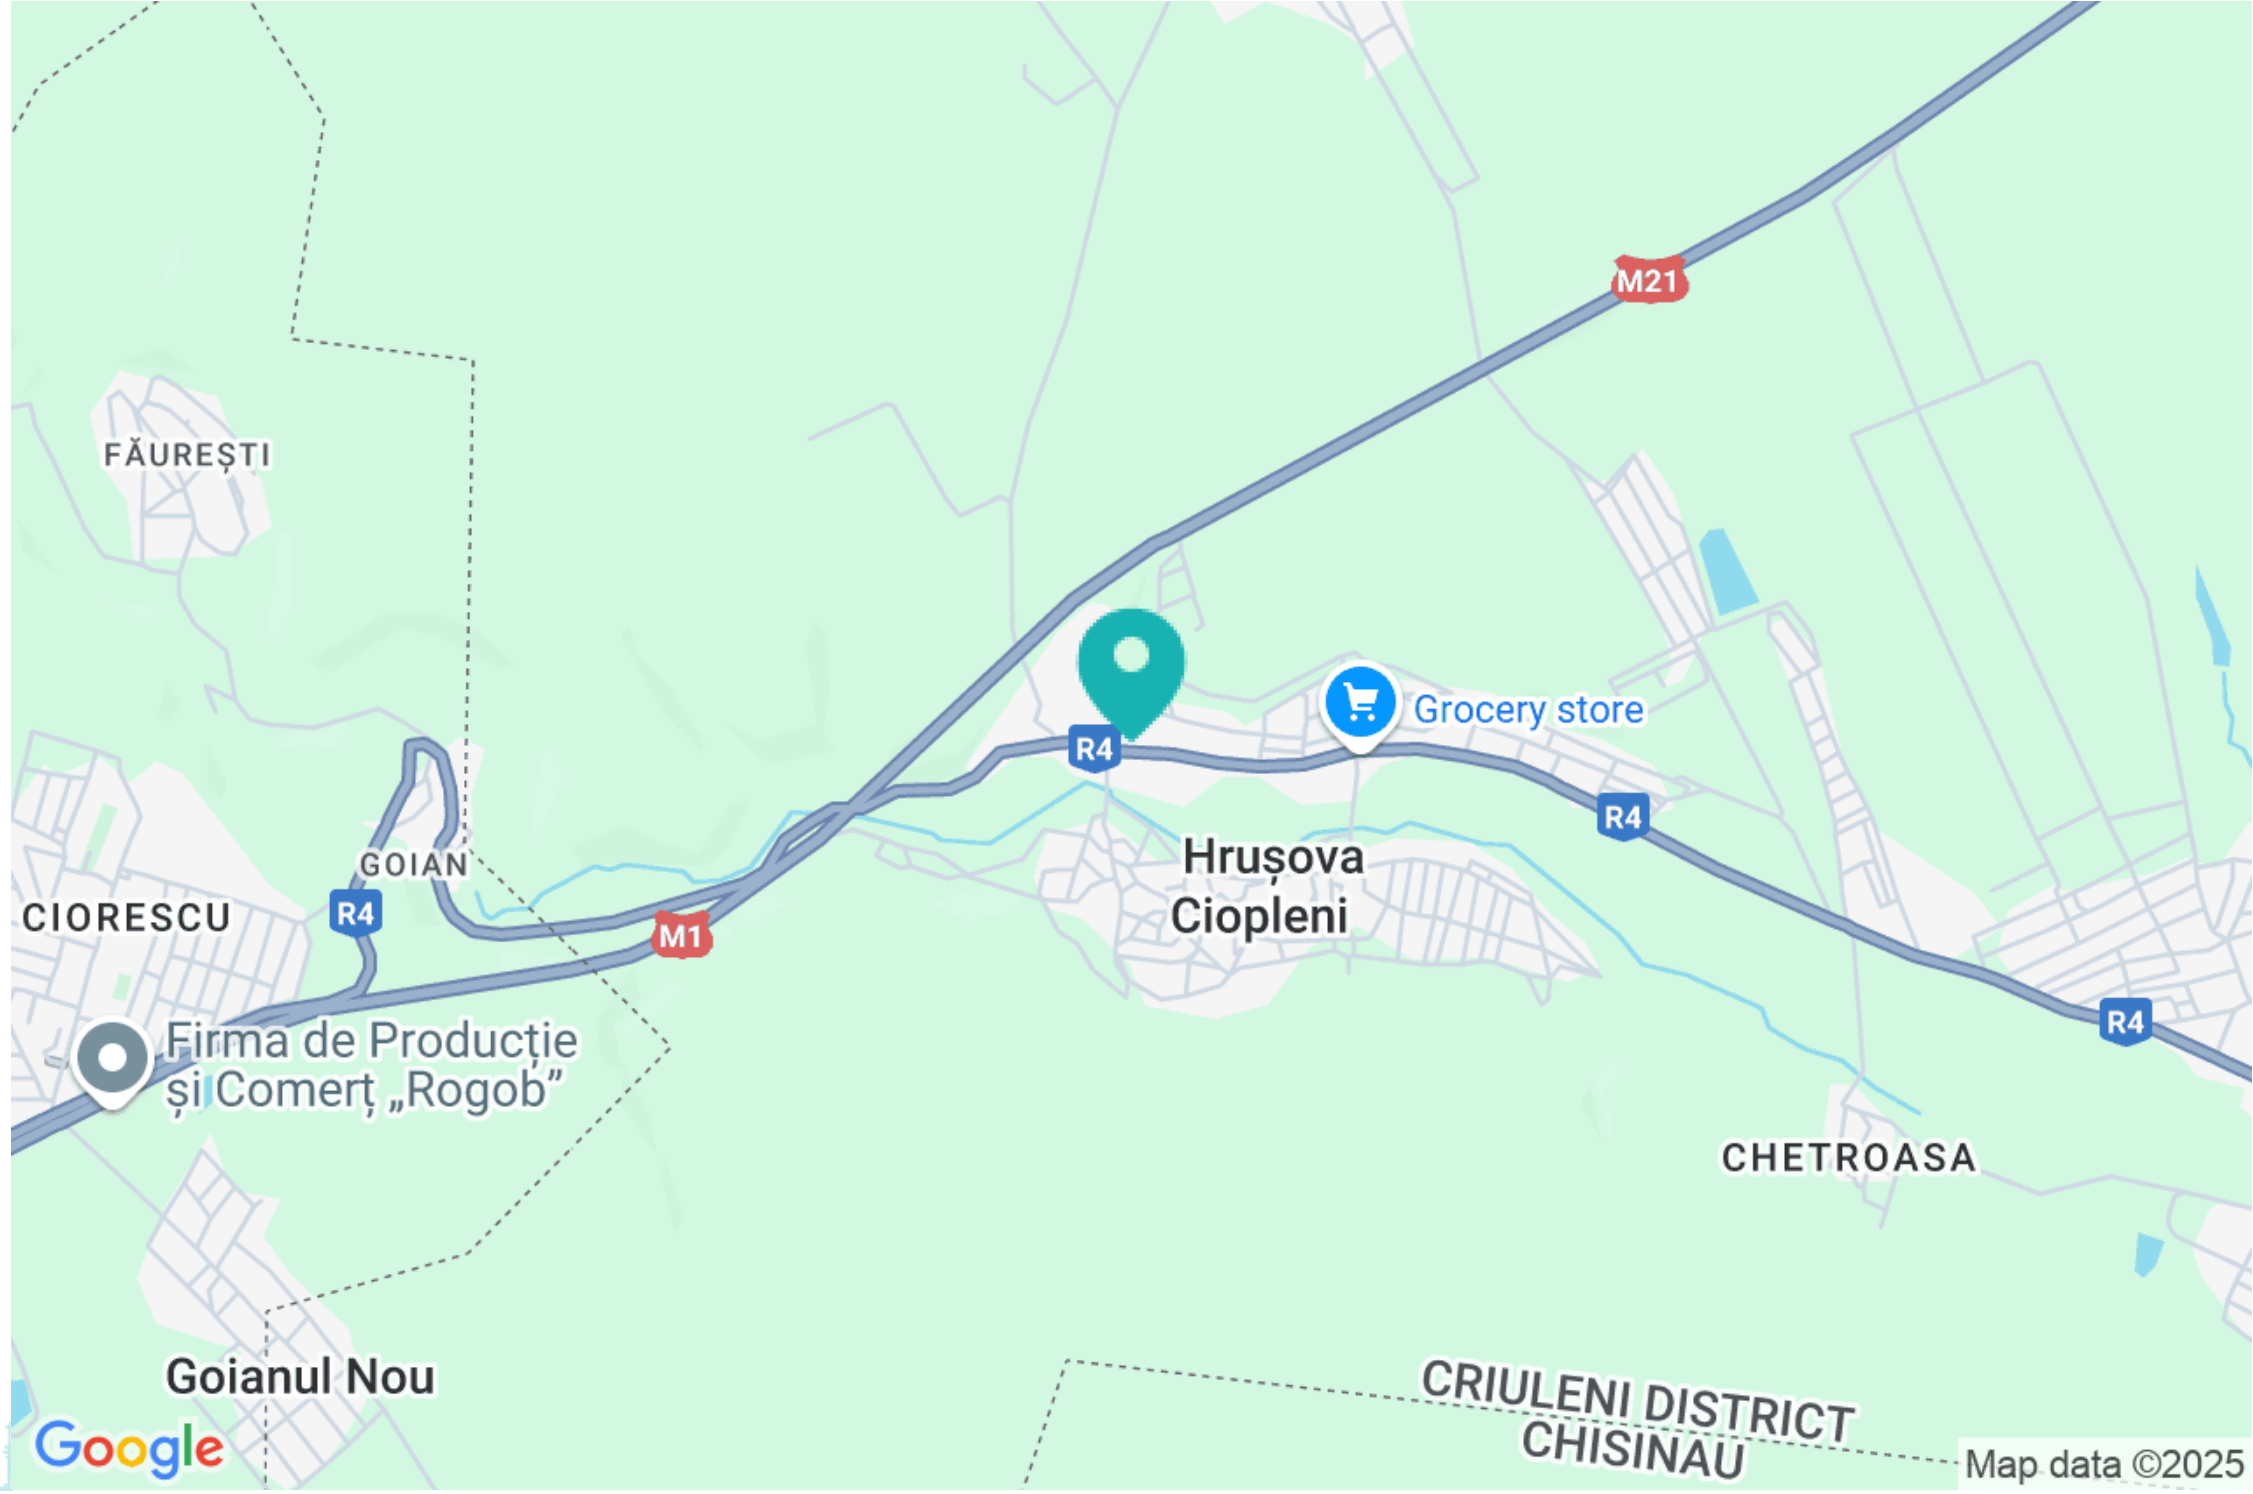 M21
FĂUREȘTI
Grocery store
R4
R4
Hrușova
Ciopleni
GOIAN
R4
CIORESCU
M1
R4
Firma de Producție
și Comerț „Rogob”
CHETROASA
Goianul Nou
CRIULENI DISTRICT
CHISINAU
Google
Map data ©2025